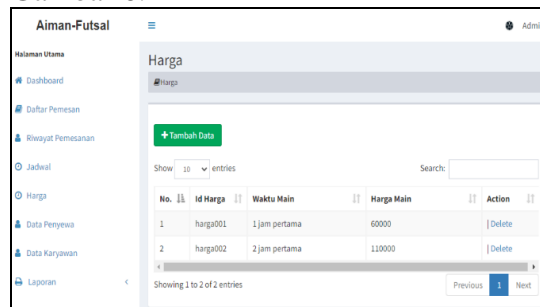 Aiman-Futsal
Admi
Halaman Utama
Dashboard
Daftar Pemesan
Riwayat Pemesanan
Jadwal
Harga
Data Penyewa
Data Karyawan
Laporan
Harga
Harga
Tambah Data
Show 10 entries
Search:
No. Id Harga Waktu Main Harga Main Action
1 harga001 1 jam pertama 60000 | Delete
2 harga002 2 jam pertama 110000 | Delete
Showing 1 to 2 of 2 entries
Previous 1 Next